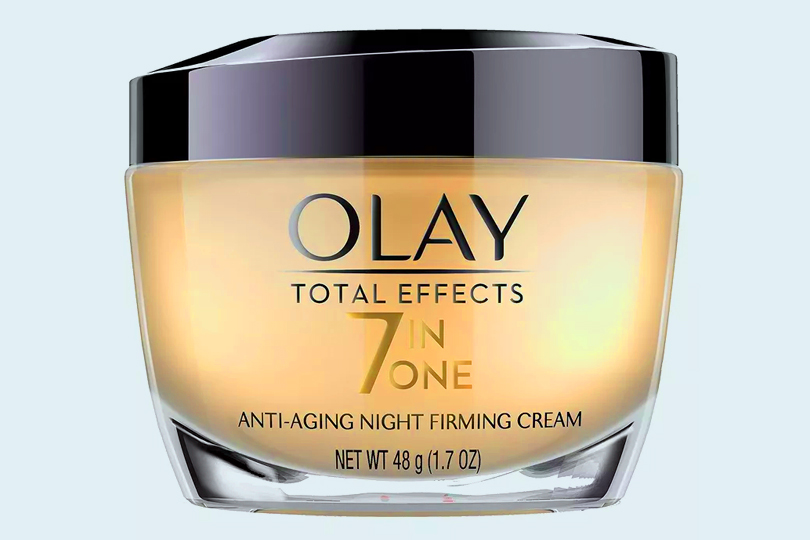 OLAY
TOTAL EFFECTS
7 IN
ONE
ANTI-AGING NIGHT FIRMING CREAM
NET WT 48 g (1.7 OZ)